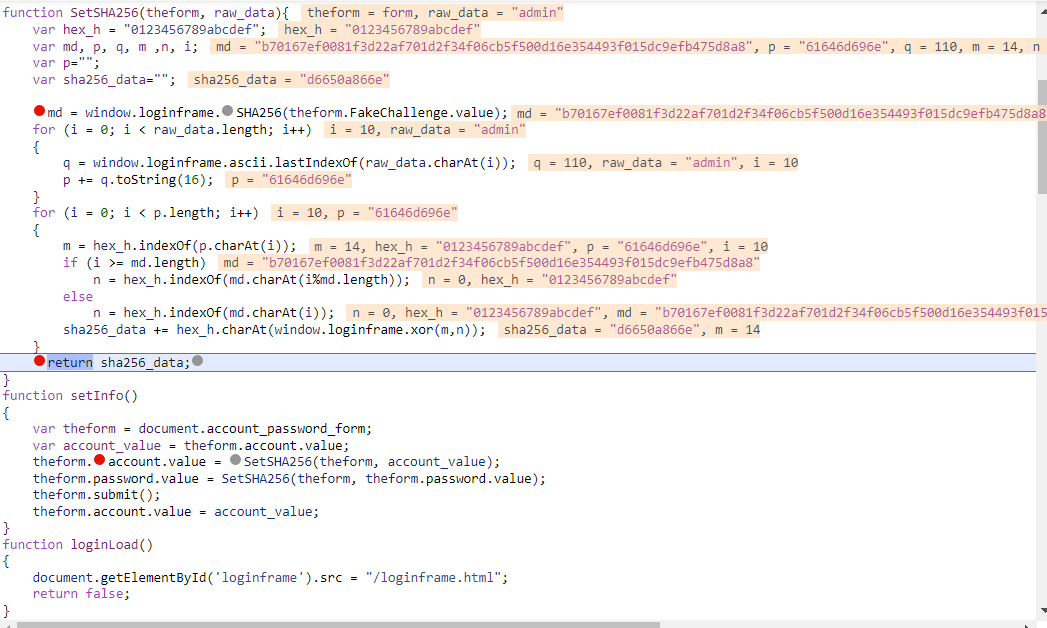 function SetSHA256(theform, raw_data){ theform = form, raw_data = "admin"
var hex_h = "0123456789abcdef"; hex_h = "0123456789abcdef"
var md, p, q, m ,n, i; md = "b70167ef0081f3d22af701d2f34f06cb5f500d16e354493f015dc9efb475d8a8", p = "61646d696e", q = 110, m = 14, n
var p="";
var sha256_data=""; sha256_data = "d6650a866e"
md = window.loginframe.SHA256(theform.FakeChallenge.value); md = "b70167ef0081f3d22af701d2f34f06cb5f500d16e354493f015dc9efb475d8a8
for (i = 0; i < raw_data.length; i++) i = 10, raw_data = "admin"
{
q = window.loginframe.ascii.lastIndexOf(raw_data.charAt(i)); q = 110, raw_data = "admin", i = 10
p += q.toString(16); p = "61646d696e"
}
for (i = 0; i < p.length; i++) i = 10, p = "61646d696e"
{
m = hex_h.indexOf(p.charAt(i)); m = 14, hex_h = "0123456789abcdef", p = "61646d696e", i = 10
if (i >= md.length) md = "b70167ef0081f3d22af701d2f34f06cb5f500d16e354493f015dc9efb475d8a8"
n = hex_h.indexOf(md.charAt(i%md.length)); n = 0, hex_h = "0123456789abcdef"
else
n = hex_h.indexOf(md.charAt(i)); n = 0, hex_h = "0123456789abcdef", md = "b70167ef0081f3d22af701d2f34f06cb5f500d16e354493f015
sha256_data += hex_h.charAt(window.loginframe.xor(m,n)); sha256_data = "d6650a866e", m = 14
}
return sha256_data;
}
function setInfo()
{
var theform = document.account_password_form;
var account_value = theform.account.value;
theform.account.value = SetSHA256(theform, account_value);
theform.password.value = SetSHA256(theform, theform.password.value);
theform.submit();
theform.account.value = account_value;
}
function loginLoad()
{
document.getElementById('loginframe').src = "/loginframe.html";
return false;
}